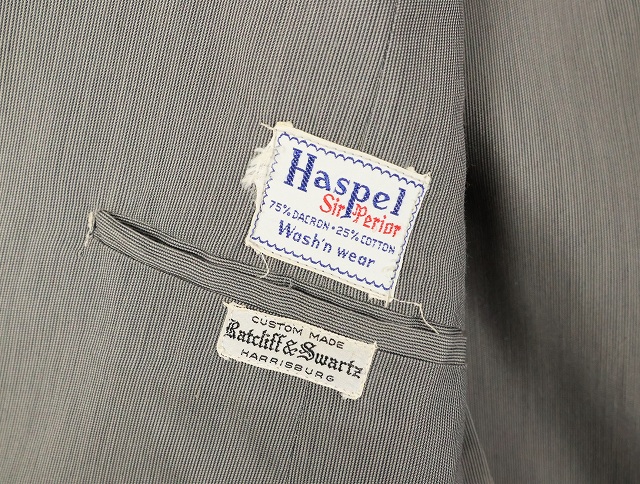 Haspel
Sir Perior
75% DACRON • 25% COTTON
Wash'n wear
CUSTOM MADE
Ratcliff & Swartz
HARRISBURG